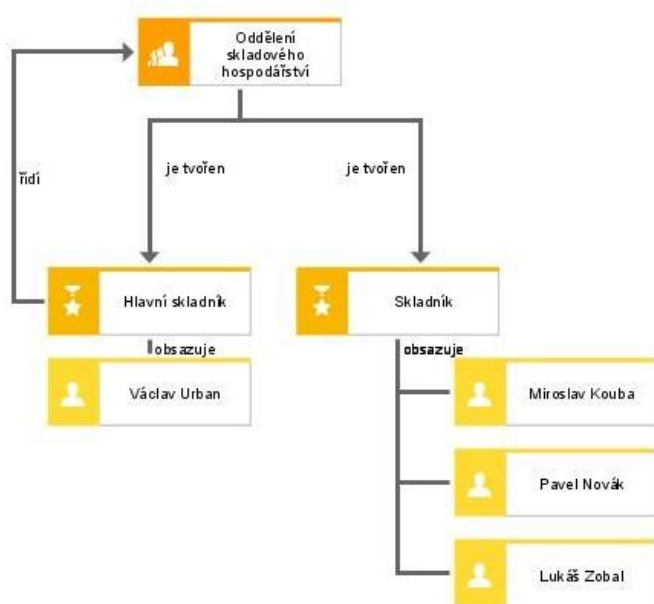 Oddělení
skladového
hospodářství
je tvořen
je tvořen
řídí
Hlavní skladník
Skladník
obsazuje
obsazuje
Václav Urban
Miroslav Kouba
Pavel Novák
Lukáš Zobal